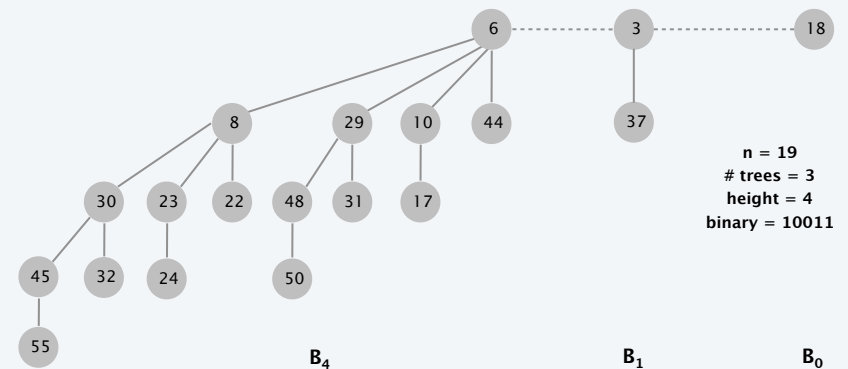 6 3 18
8 29 10 44 37
n = 19
# trees = 3
height = 4
binary = 10011
30 23 22 48 31 17
45 32 24 50
55
B₄ B₁ B₀